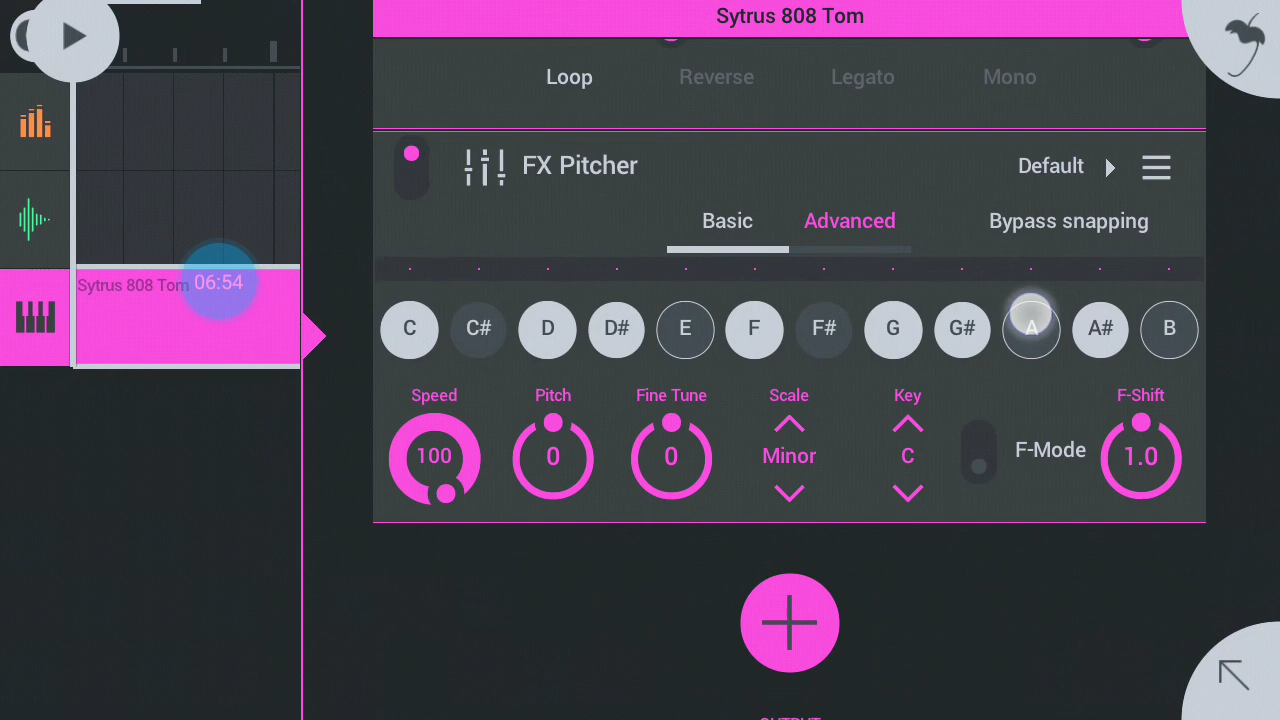 Sytrus 808 Tom
Loop Reverse Legato Mono
FX Pitcher Default
Basic Advanced Bypass snapping
Sytrus 808 Tom 06:54
C C# D D# E F F# G G# A A# B
Speed Pitch Fine Tune Scale Key F-Shift
100 0 0 Minor C F-Mode 1.0
OUTPUT